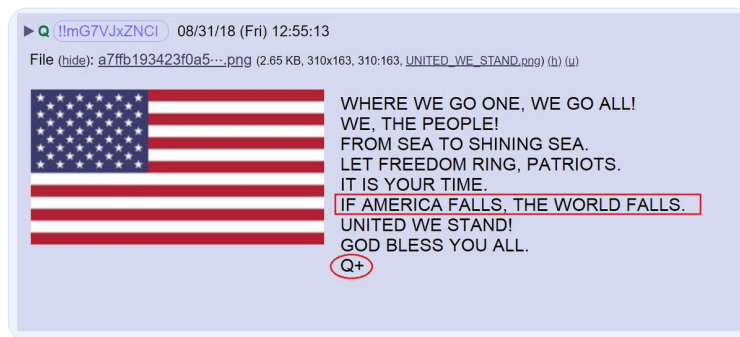 ▶ Q !!mG7VJxZNCI 08/31/18 (Fri) 12:55:13
File (hide): a7ffb193423f0a5⋯.png (2.65 KB, 310x163, 310:163, UNITED_WE_STAND.png) (h) (u)
WHERE WE GO ONE, WE GO ALL!
WE, THE PEOPLE!
FROM SEA TO SHINING SEA.
LET FREEDOM RING, PATRIOTS.
IT IS YOUR TIME.
IF AMERICA FALLS, THE WORLD FALLS.
UNITED WE STAND!
GOD BLESS YOU ALL.
Q+